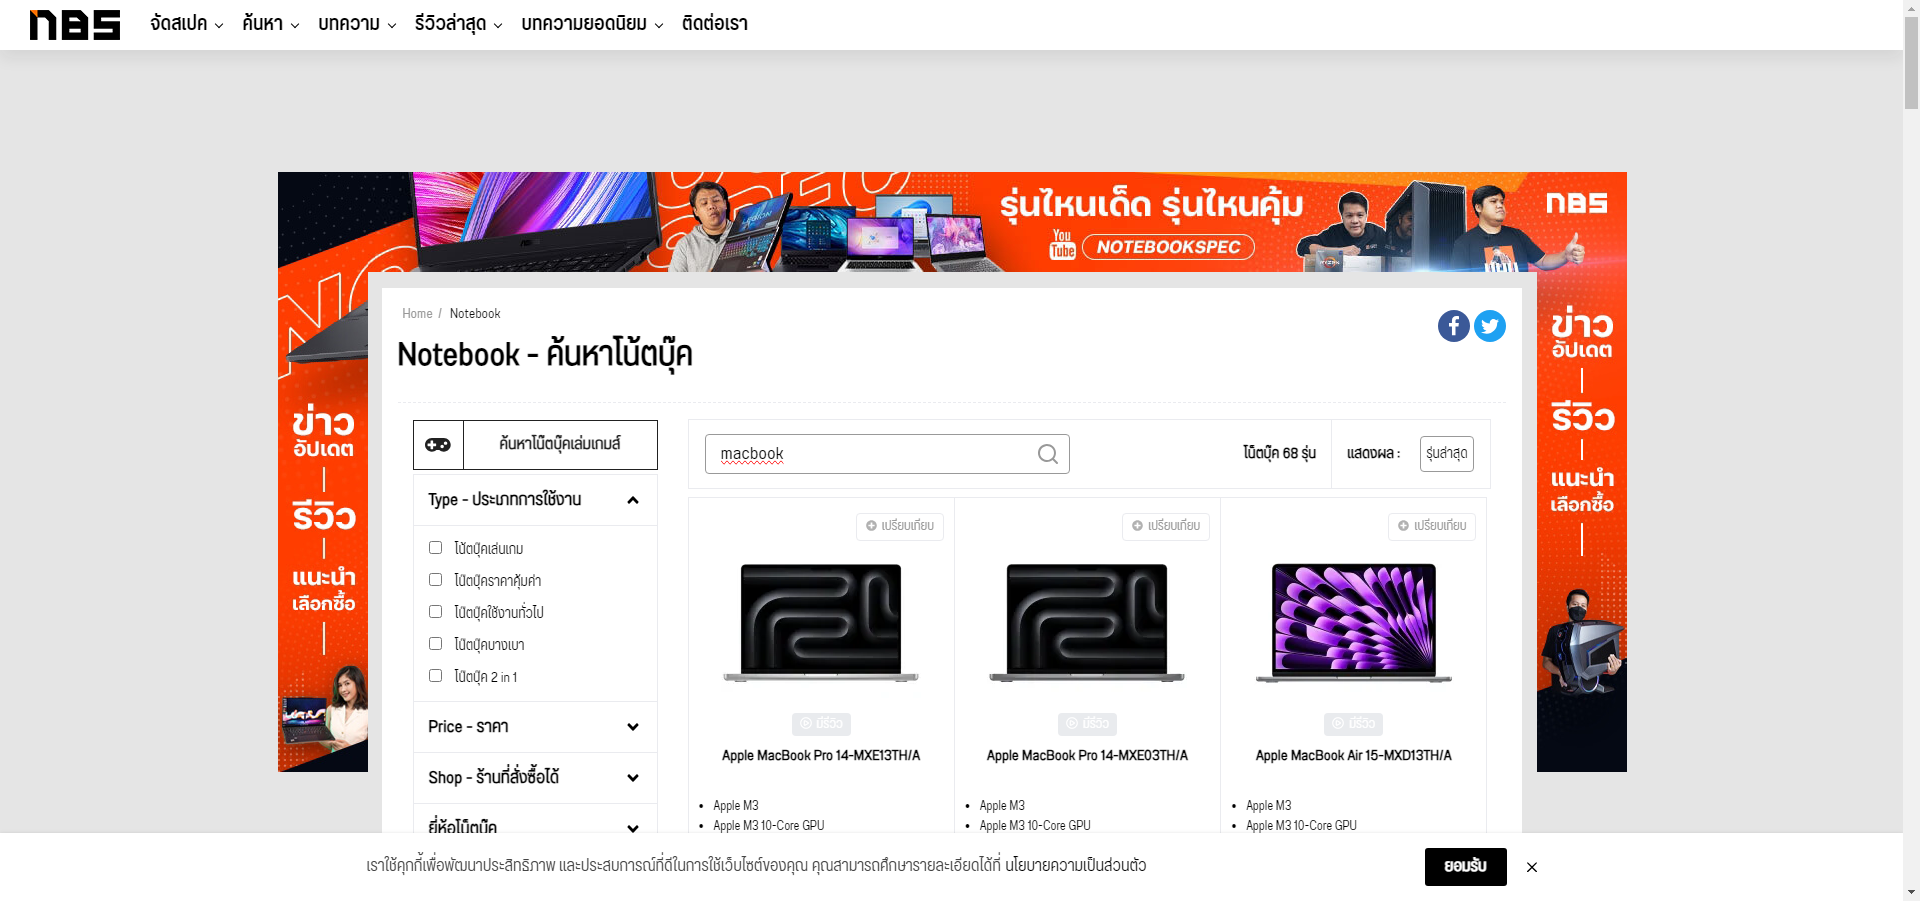 nBS
จัดสเปค
ค้นหา
บทความ
รีวิวล่าสุด
บทความยอดนิยม
ติดต่อเรา
LEGION
รุ่นไหนเด็ด รุ่นไหนคุ้ม
You Tube NOTEBOOKSPEC
nBS
ข่าว
อัปเดต
รีวิว
แนะนำ
เลือกซื้อ
ข่าว
อัปเดต
รีวิว
แนะนำ
เลือกซื้อ
Home / Notebook
Notebook - ค้นหาโน้ตบุ๊ค
ค้นหาโน๊ตบุ๊คเล่มเกมส์
Type - ประเภทการใช้งาน
โน้ตบุ๊คเล่นเกม
โน๊ตบุ๊คราคาคุ้มค่า
โน๊ตบุ๊คใช้งานทั่วไป
โน๊ตบุ๊คบางเบา
โน๊ตบุ๊ค 2 in 1
Price - ราคา
Shop - ร้านที่สั่งซื้อได้
ยี่ห้อโน็ตบุ๊ค
macbook
โน็ตบุ๊ค 68 รุ่น
แสดงผล :
รุ่นล่าสุด
เปรียบเทียบ
เปรียบเทียบ
เปรียบเทียบ
มีรีวิว
มีรีวิว
มีรีวิว
Apple MacBook Pro 14-MXE13TH/A
Apple MacBook Pro 14-MXE03TH/A
Apple MacBook Air 15-MXD13TH/A
• Apple M3
• Apple M3 10-Core GPU
• Apple M3
• Apple M3 10-Core GPU
• Apple M3
• Apple M3 10-Core GPU
เราใช้คุกกี้เพื่อพัฒนาประสิทธิภาพ และประสบการณ์ที่ดีในการใช้เว็บไซต์ของคุณ คุณสามารถศึกษารายละเอียดได้ที่ นโยบายความเป็นส่วนตัว
ยอมรับ